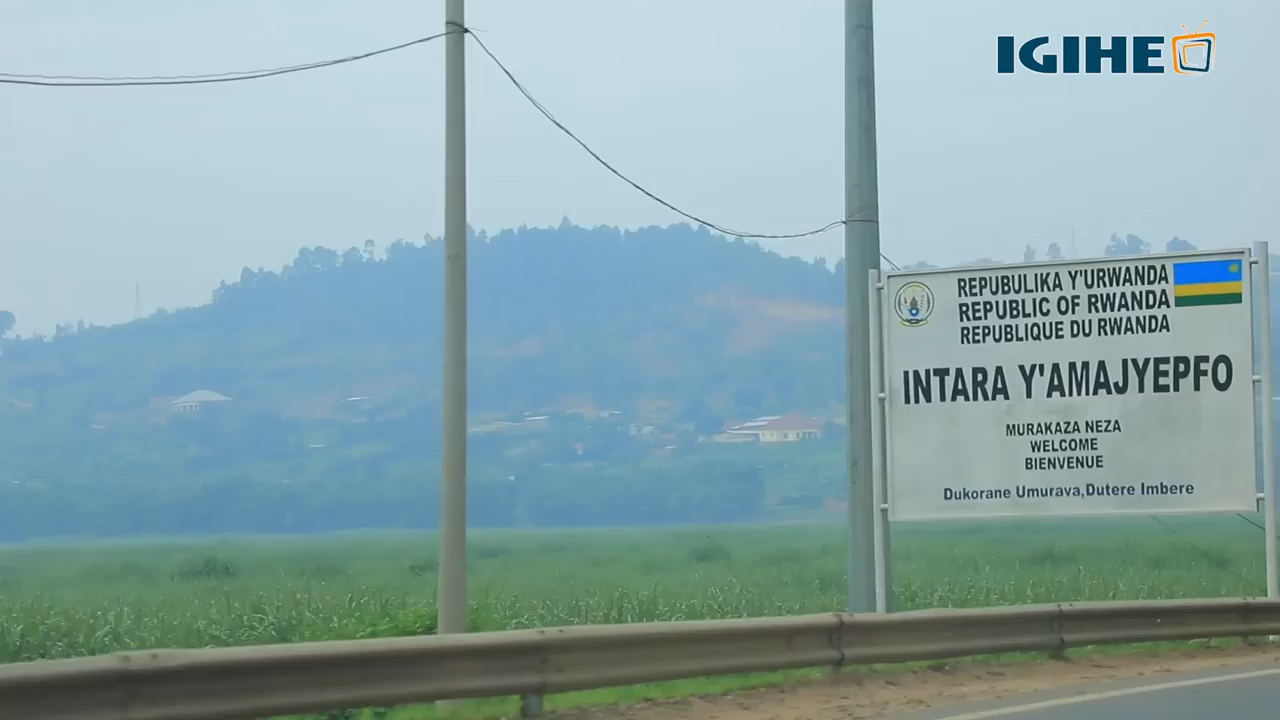 IGIHE
REPUBULIKA Y'URWANDA
REPUBLIC OF RWANDA
REPUBLIQUE DU RWANDA
INTARA Y'AMAJYEPFO
MURAKAZA NEZA
WELCOME
BIENVENUE
Dukorane Umurava,Dutere Imbere